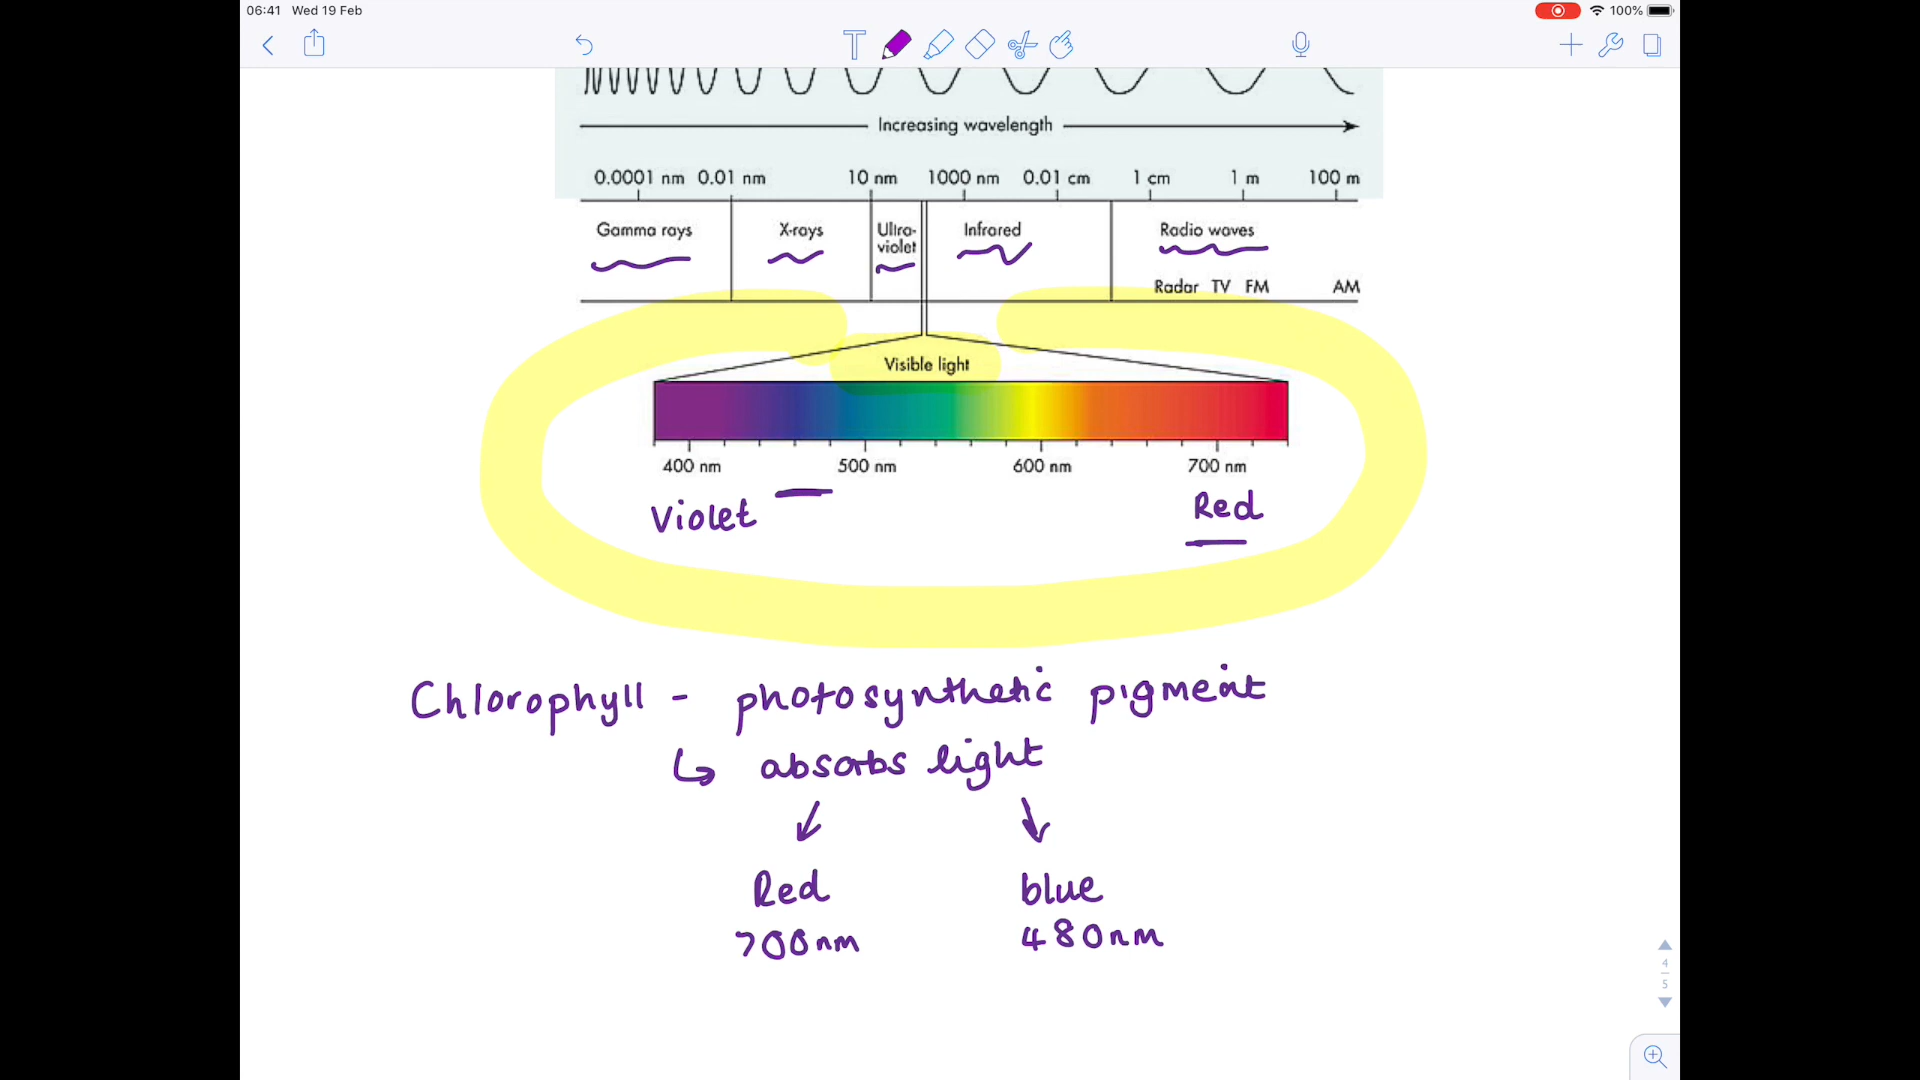 06:41 Wed 19 Feb 100%
T
Increasing wavelength
0.0001 nm 0.01 nm 10 nm 1000 nm 0.01 cm 1 cm 1 m 100 m
Gamma rays X-rays Ultra-violet Infrared Radio waves
Radar TV FM AM
Visible light
400 nm 500 nm 600 nm 700 nm
Violet Red
Chlorophyll - photosynthetic pigment
↳ absorbs light
Red blue
700nm 480nm
4
5